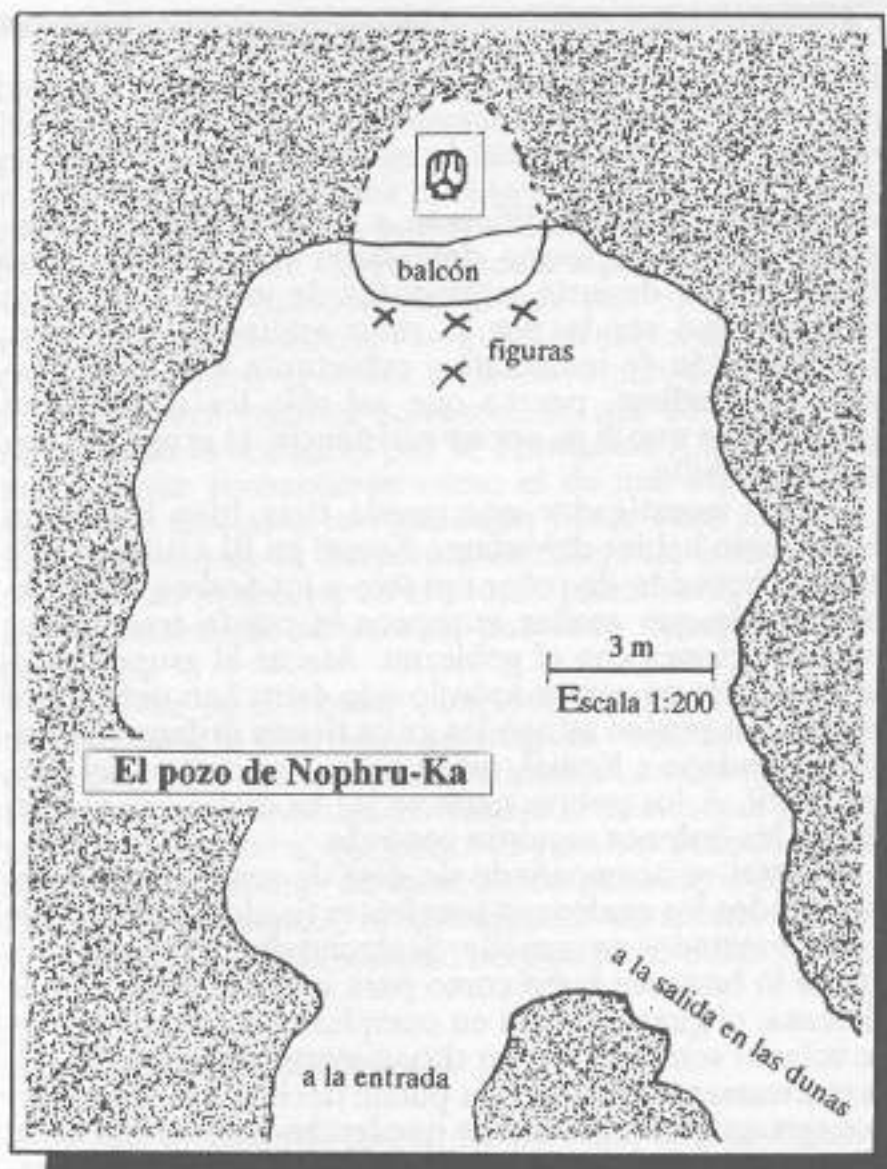 balcón
figuras
3 m
Escala 1:200
El pozo de Nophru-Ka
a la salida en las dunas
a la entrada